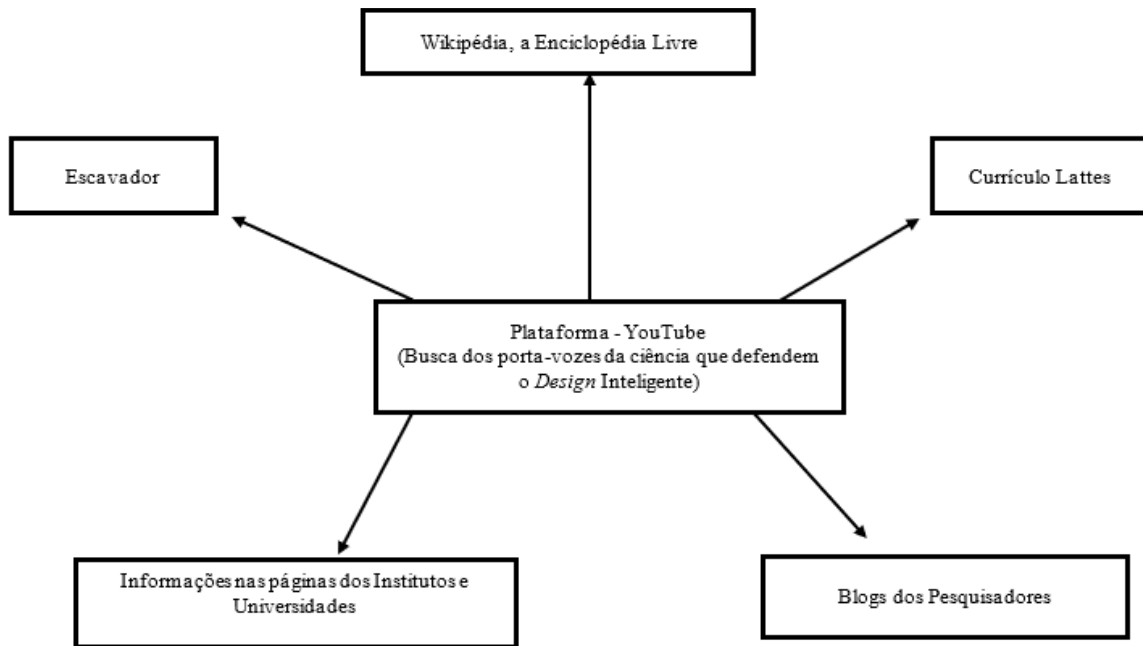 Wikipédia, a Enciclopédia Livre
Escavador
Currículo Lattes
Plataforma - YouTube
(Busca dos porta-vozes da ciência que defendem
o Design Inteligente)
Informações nas páginas dos Institutos e
Universidades
Blogs dos Pesquisadores